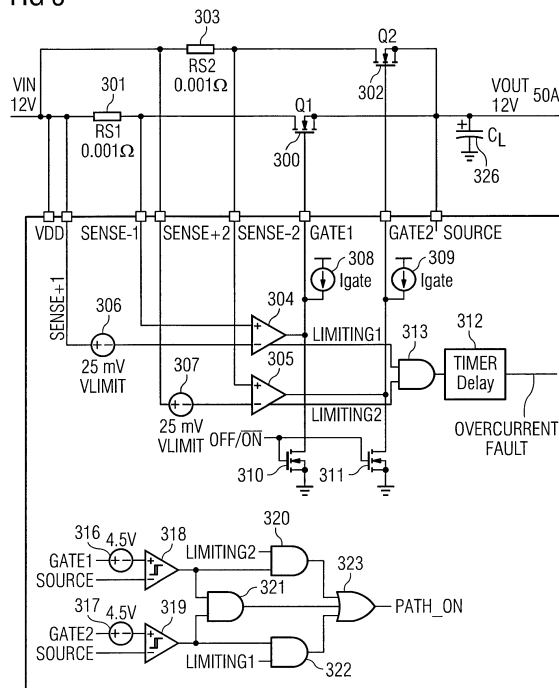 303
Q2
RS2
0.001Ω
302
VIN
12V
301
RS1
0.001Ω
Q1
300
VOUT
12V
50A
+
CL
326
VDD
SENSE-1
SENSE+2
SENSE-2
GATE1
GATE2
SOURCE
SENSE+1
308
Igate
309
Igate
306
+ −
25 mV
VLIMIT
304
+
−
LIMITING1
313
312
TIMER
Delay
307
+ −
25 mV
VLIMIT
305
+
−
LIMITING2
OVERCURRENT
FAULT
OFF/ON
310
311
316
4.5V
318
GATE1
+ −
+
SOURCE
−
LIMITING2
320
321
323
317
4.5V
319
GATE2
+ −
+
SOURCE
−
LIMITING1
322
PATH_ON